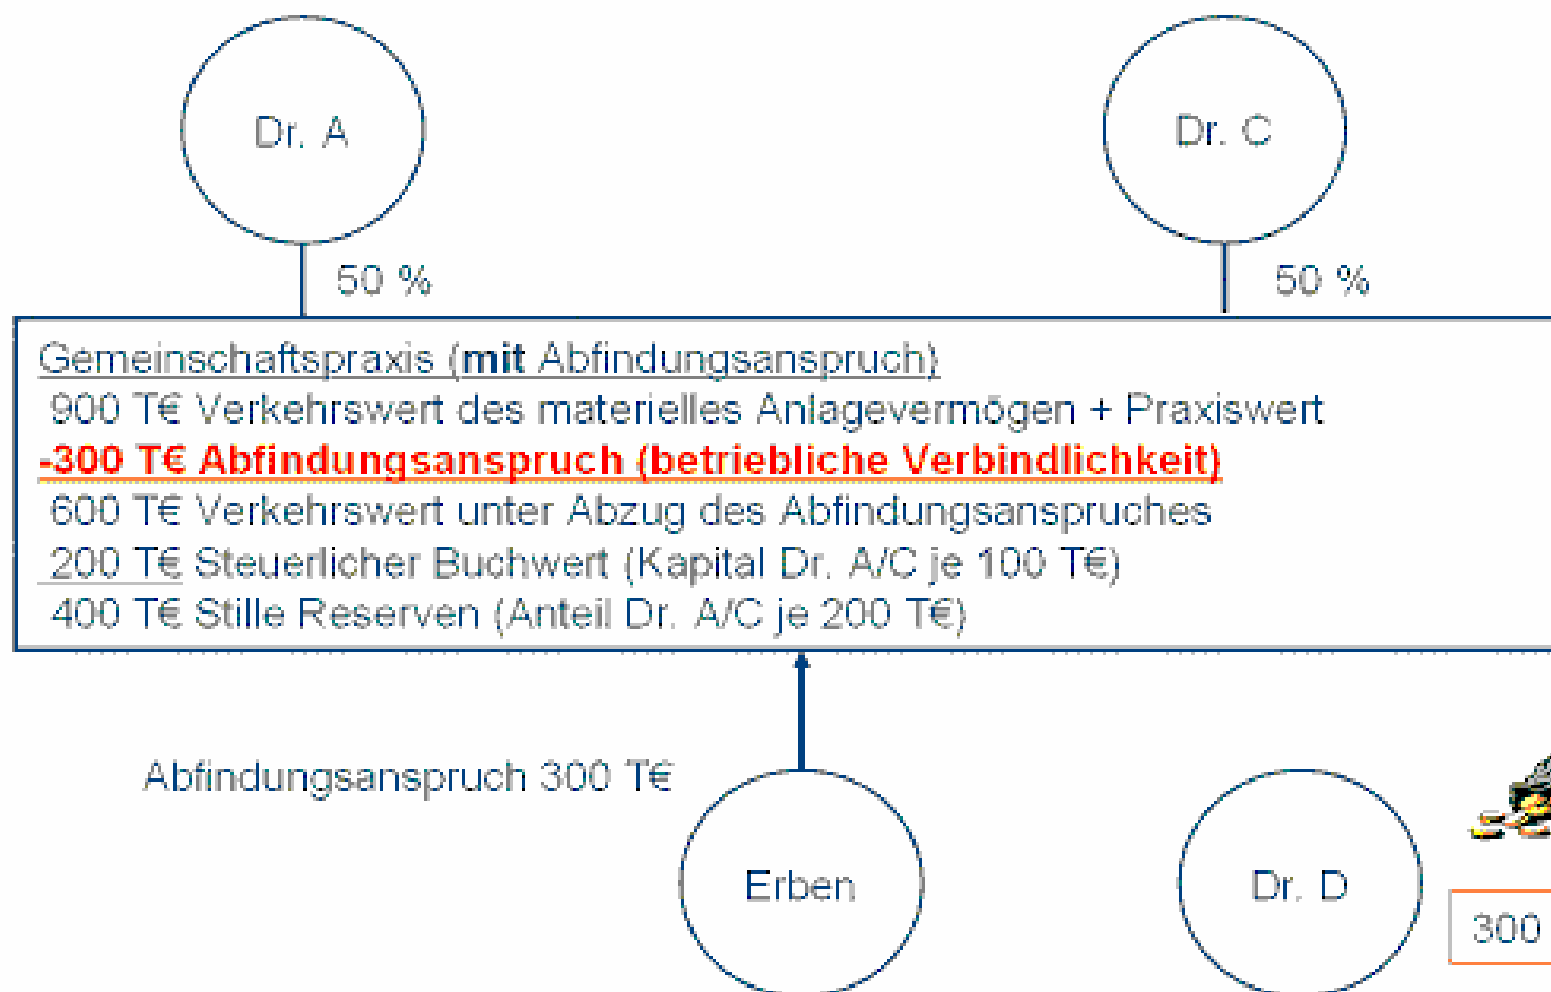 Dr. A
Dr. C
50 %
50 %
Gemeinschaftspraxis (mit Abfindungsanspruch)
900 T€ Verkehrswert des materielles Anlagevermögen + Praxiswert
-300 T€ Abfindungsanspruch (betriebliche Verbindlichkeit)
600 T€ Verkehrswert unter Abzug des Abfindungsanspruches
200 T€ Steuerlicher Buchwert (Kapital Dr. A/C je 100 T€)
400 T€ Stille Reserven (Anteil Dr. A/C je 200 T€)
Abfindungsanspruch 300 T€
Erben
Dr. D
300